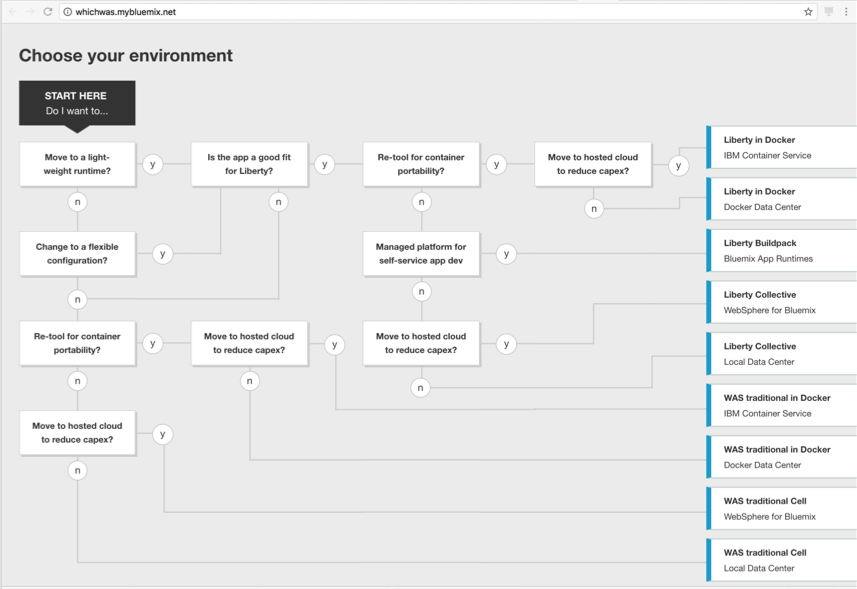 whichwas.mybluemix.net
Choose your environment
START HERE
Do I want to...
Move to a light-
weight runtime?
y
Is the app a good fit
for Liberty?
y
Re-tool for container
portability?
y
Move to hosted cloud
to reduce capex?
y
Liberty in Docker
IBM Container Service
n
n
n
n
Liberty in Docker
Docker Data Center
Change to a flexible
configuration?
y
Managed platform for
self-service app dev
y
Liberty Buildpack
Bluemix App Runtimes
n
n
Liberty Collective
WebSphere for Bluemix
Re-tool for container
portability?
y
Move to hosted cloud
to reduce capex?
y
Move to hosted cloud
to reduce capex?
y
Liberty Collective
Local Data Center
n
n
n
WAS traditional in Docker
IBM Container Service
Move to hosted cloud
to reduce capex?
y
WAS traditional in Docker
Docker Data Center
n
WAS traditional Cell
WebSphere for Bluemix
WAS traditional Cell
Local Data Center